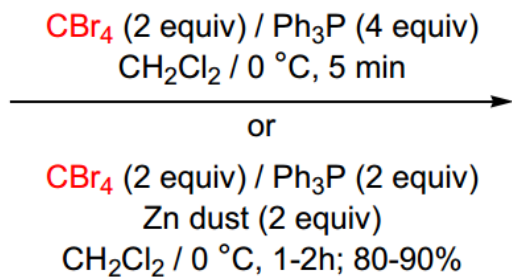 CBr₄ (2 equiv) / Ph₃P (4 equiv)
CH₂Cl₂ / 0 °C, 5 min
or
CBr₄ (2 equiv) / Ph₃P (2 equiv)
Zn dust (2 equiv)
CH₂Cl₂ / 0 °C, 1-2h; 80-90%